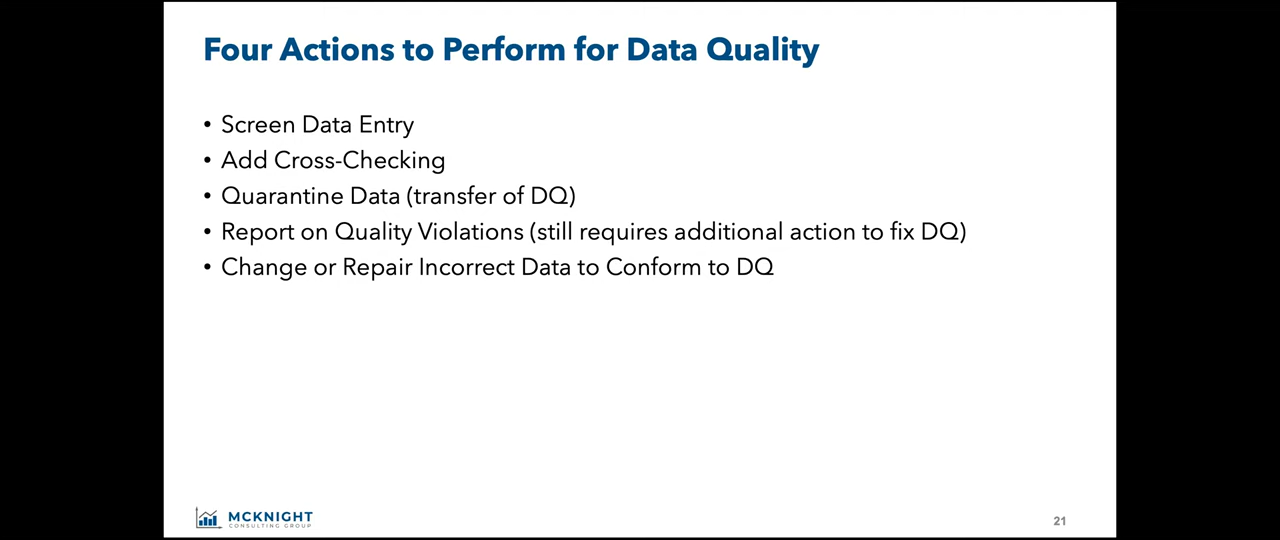 Four Actions to Perform for Data Quality
• Screen Data Entry
• Add Cross-Checking
• Quarantine Data (transfer of DQ)
• Report on Quality Violations (still requires additional action to fix DQ)
• Change or Repair Incorrect Data to Conform to DQ
MCKNIGHT
CONSULTING GROUP
21